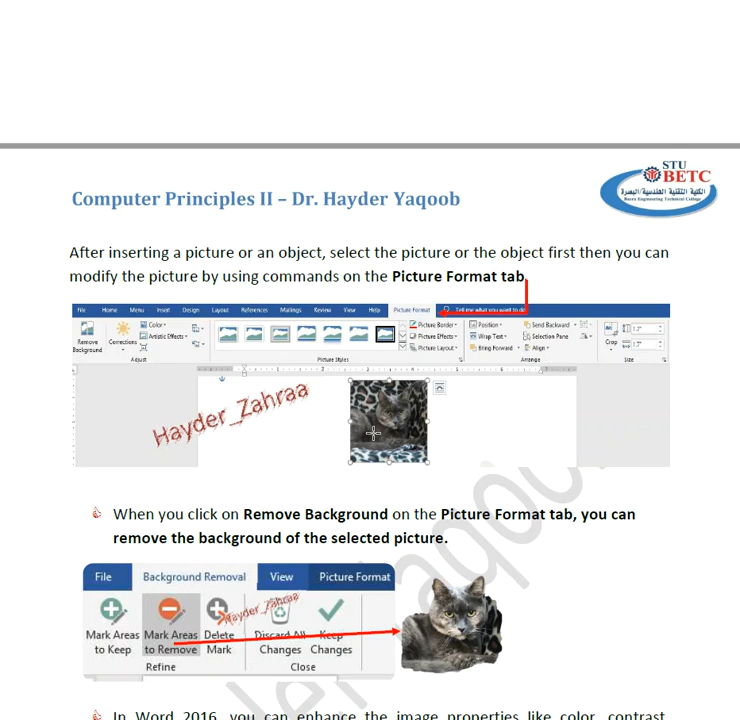 STU
BETC
الكلية التقنية الهندسية/البصرة
Basra Engineering Technical College
Computer Principles II – Dr. Hayder Yaqoob
After inserting a picture or an object, select the picture or the object first then you can
modify the picture by using commands on the Picture Format tab.
File Home Menu Insert Design Layout References Mailings Review View Help Picture Format Tell me what you want to do
Remove Background Corrections Color Artistic Effects Picture Border Picture Effects Picture Layout Position Wrap Text Bring Forward Send Backward Selection Pane Align Crop 1.2" 1.2"
Adjust Picture Styles Arrange Size
Hayder_Zahraa
When you click on Remove Background on the Picture Format tab, you can
remove the background of the selected picture.
File Background Removal View Picture Format
Hayder_Zahraa
Mark Areas Mark Areas Delete Discard All Keep
to Keep to Remove Mark Changes Changes
Refine Close
In Word 2016, you can enhance the image properties like color, contrast,